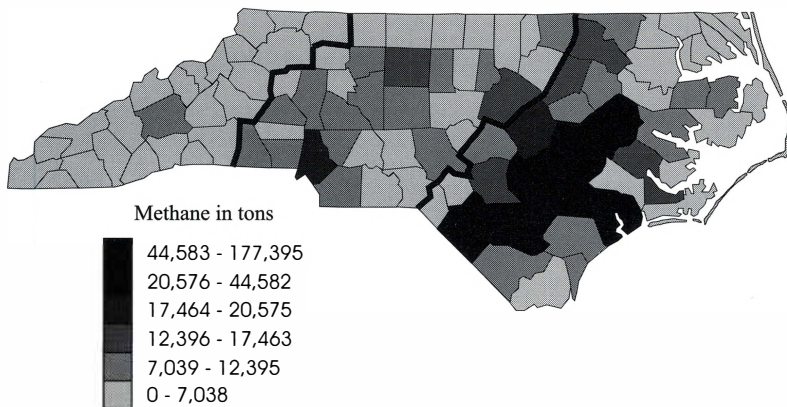 Methane in tons
44,583 - 177,395
20,576 - 44,582
17,464 - 20,575
12,396 - 17,463
7,039 - 12,395
0 - 7,038